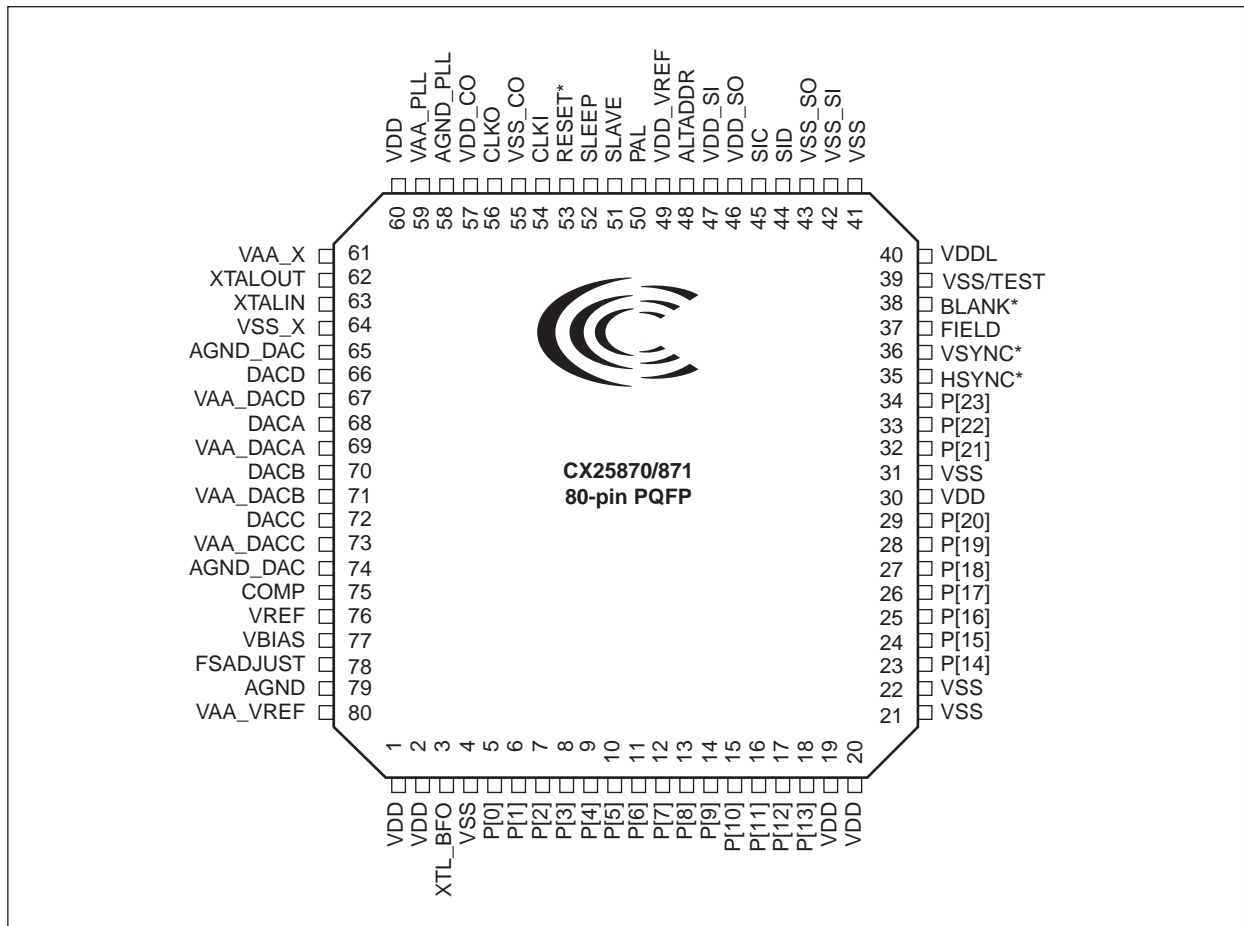 VDD
VAA_PLL
AGND_PLL
VDD_CO
CLKO
VSS_CO
CLKI
RESET*
SLEEP
SLAVE
PAL
VDD_VREF
ALTADDR
VDD_SI
VDD_SO
SIC
SID
VSS_SO
VSS_SI
VSS
60
59
58
57
56
55
54
53
52
51
50
49
48
47
46
45
44
43
42
41
VAA_X 61
XTALOUT 62
XTALIN 63
VSS_X 64
AGND_DAC 65
DACD 66
VAA_DACD 67
DACA 68
VAA_DACA 69
DACB 70
VAA_DACB 71
DACC 72
VAA_DACC 73
AGND_DAC 74
COMP 75
VREF 76
VBIAS 77
FSADJUST 78
AGND 79
VAA_VREF 80
CX25870/871
80-pin PQFP
40 VDDL
39 VSS/TEST
38 BLANK*
37 FIELD
36 VSYNC*
35 HSYNC*
34 P[23]
33 P[22]
32 P[21]
31 VSS
30 VDD
29 P[20]
28 P[19]
27 P[18]
26 P[17]
25 P[16]
24 P[15]
23 P[14]
22 VSS
21 VSS
1
2
3
4
5
6
7
8
9
10
11
12
13
14
15
16
17
18
19
20
VDD
VDD
XTL_BFO
VSS
P[0]
P[1]
P[2]
P[3]
P[4]
P[5]
P[6]
P[7]
P[8]
P[9]
P[10]
P[11]
P[12]
P[13]
VDD
VDD